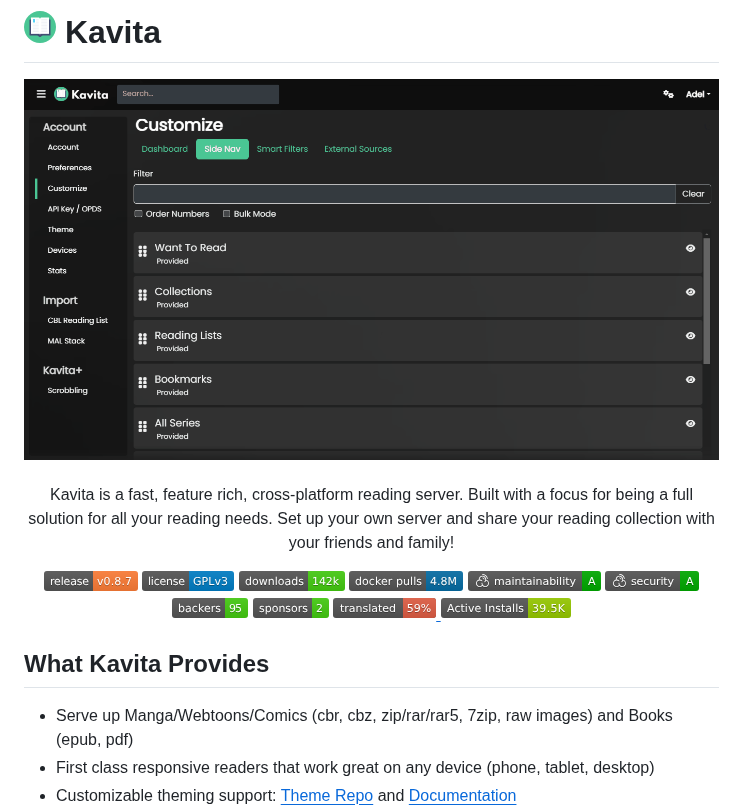 Kavita
Kavita
Search...
Adel
Account
Account
Preferences
Customize
API Key / OPDS
Theme
Devices
Stats
Import
CBL Reading List
MAL Stack
Kavita+
Scrobbling
Customize
Dashboard Side Nav Smart Filters External Sources
Filter
Clear
Order Numbers Bulk Mode
Want To Read
Provided
Collections
Provided
Reading Lists
Provided
Bookmarks
Provided
All Series
Provided
Kavita is a fast, feature rich, cross-platform reading server. Built with a focus for being a full
solution for all your reading needs. Set up your own server and share your reading collection with
your friends and family!
release v0.8.7 license GPLv3 downloads 142k docker pulls 4.8M maintainability A security A
backers 95 sponsors 2 translated 59% Active Installs 39.5K
What Kavita Provides
• Serve up Manga/Webtoons/Comics (cbr, cbz, zip/rar/rar5, 7zip, raw images) and Books
(epub, pdf)
• First class responsive readers that work great on any device (phone, tablet, desktop)
• Customizable theming support: Theme Repo and Documentation